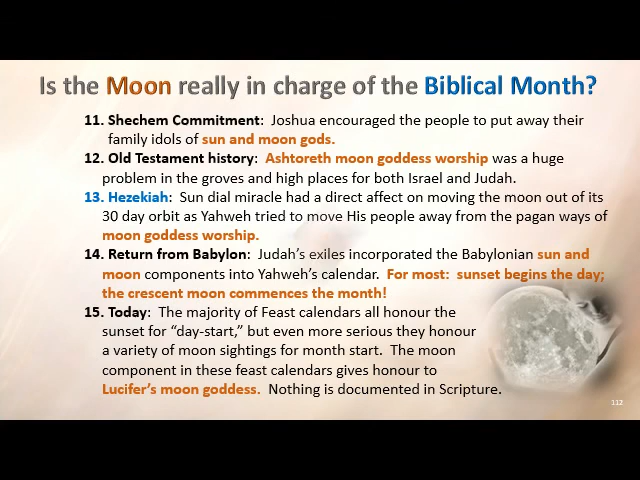 Is the Moon really in charge of the Biblical Month?
11. Shechem Commitment: Joshua encouraged the people to put away their
family idols of sun and moon gods.
12. Old Testament history: Ashtoreth moon goddess worship was a huge
problem in the groves and high places for both Israel and Judah.
13. Hezekiah: Sun dial miracle had a direct affect on moving the moon out of its
30 day orbit as Yahweh tried to move His people away from the pagan ways of
moon goddess worship.
14. Return from Babylon: Judah's exiles incorporated the Babylonian sun and
moon components into Yahweh's calendar. For most: sunset begins the day;
the crescent moon commences the month!
15. Today: The majority of Feast calendars all honour the
sunset for “day-start,” but even more serious they honour
a variety of moon sightings for month start. The moon
component in these feast calendars gives honour to
Lucifer's moon goddess. Nothing is documented in Scripture.
112